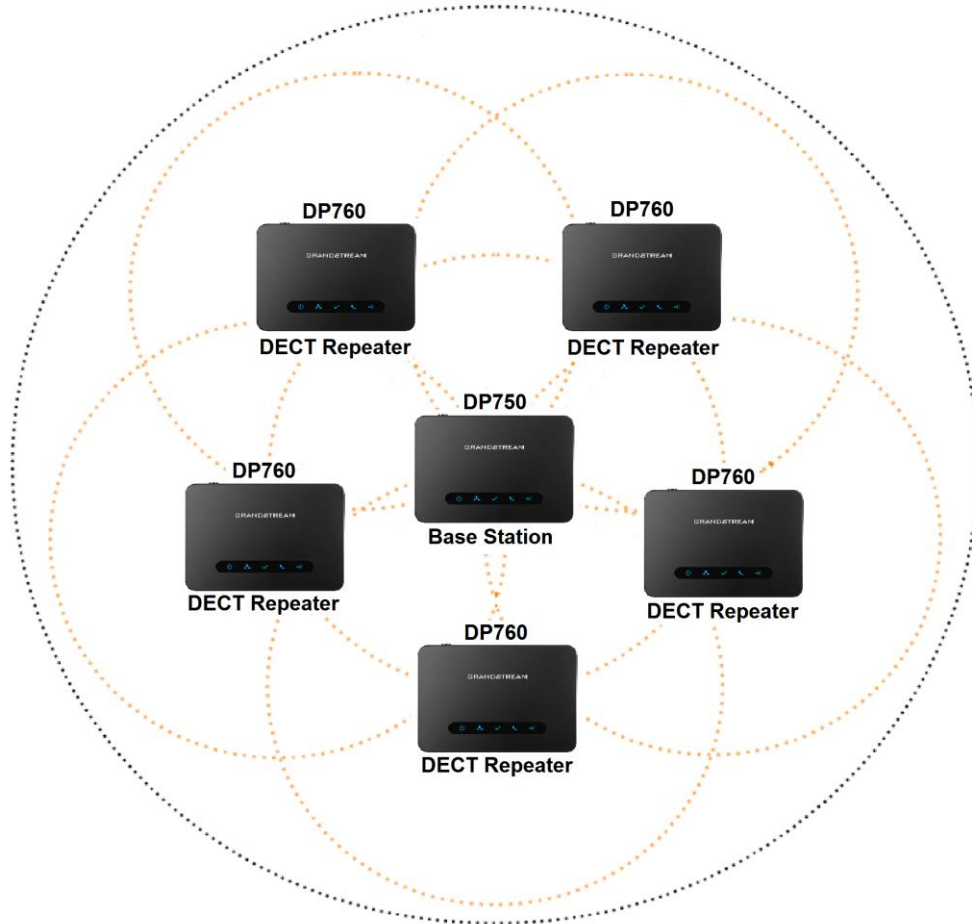 DP760
GRANDSTREAM
DECT Repeater
DP760
GRANDSTREAM
DECT Repeater
DP750
GRANDSTREAM
Base Station
DP760
GRANDSTREAM
DECT Repeater
DP760
GRANDSTREAM
DECT Repeater
DP760
GRANDSTREAM
DECT Repeater